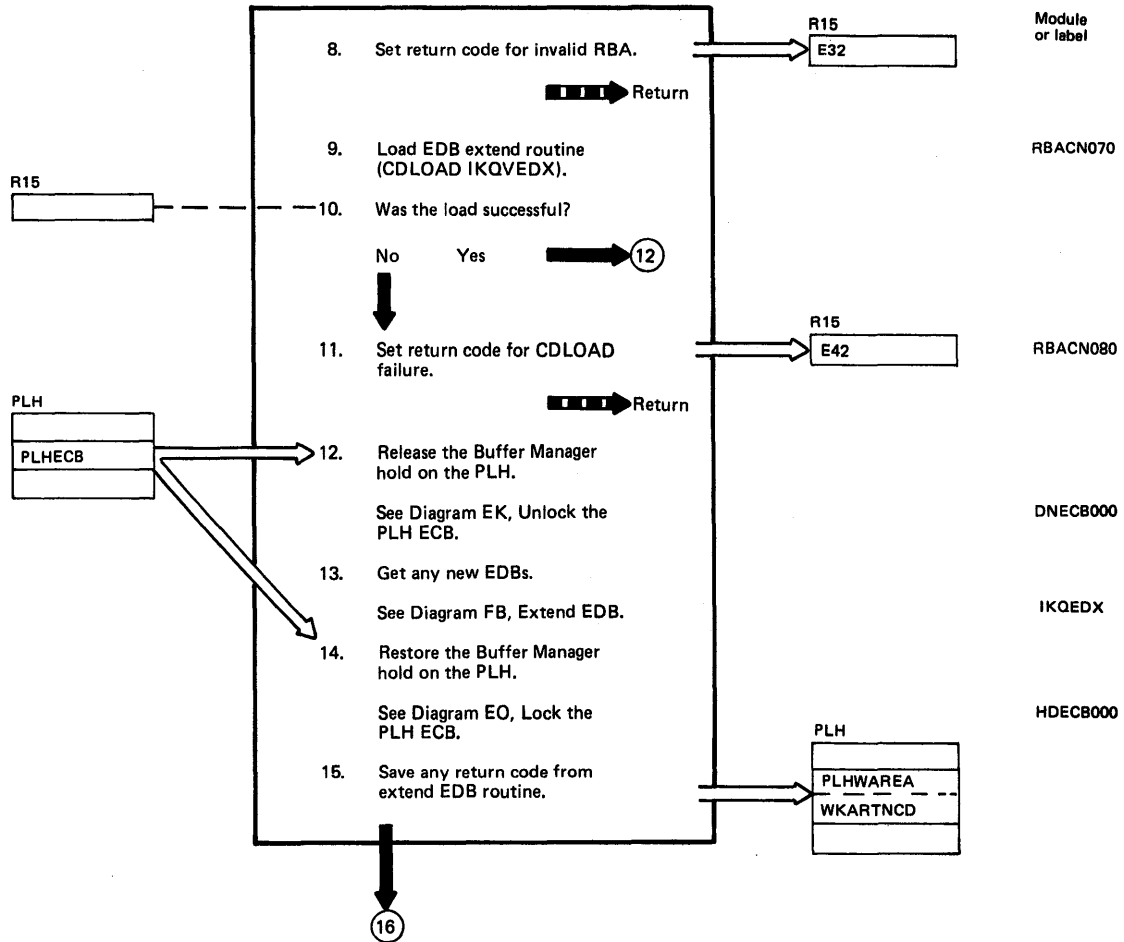 Module
or label
R15
E32
8. Set return code for invalid RBA.
Return
9. Load EDB extend routine
(CDLOAD IKQVEDX).
RBACN070
R15
10. Was the load successful?
No Yes 12
R15
E42
11. Set return code for CDLOAD
failure.
RBACN080
Return
PLH
PLHECB
12. Release the Buffer Manager
hold on the PLH.
See Diagram EK, Unlock the
PLH ECB.
DNECB000
13. Get any new EDBs.
See Diagram FB, Extend EDB.
IKQEDX
14. Restore the Buffer Manager
hold on the PLH.
See Diagram EO, Lock the
PLH ECB.
HDECB000
PLH
PLHWAREA
WKARTNCD
15. Save any return code from
extend EDB routine.
16